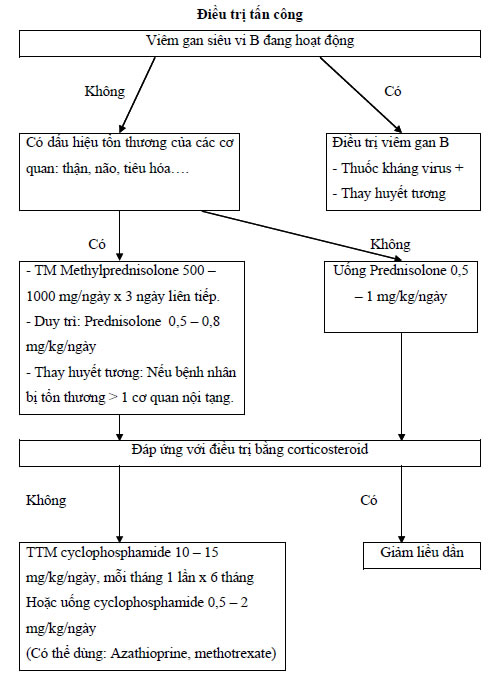 Điều trị tấn công
Viêm gan siêu vi B đang hoạt động
Không
Có
Có dấu hiệu tổn thương của các cơ
quan: thận, não, tiêu hóa….
Điều trị viêm gan B
- Thuốc kháng virus +
- Thay huyết tương
Có
Không
- TM Methylprednisolone 500 –
1000 mg/ngày x 3 ngày liên tiếp.
- Duy trì: Prednisolone 0,5 – 0,8
mg/kg/ngày
- Thay huyết tương: Nếu bệnh nhân
bị tổn thương > 1 cơ quan nội tạng.
Uống Prednisolone 0,5
– 1 mg/kg/ngày
Đáp ứng với điều trị bằng corticosteroid
Không
Có
TTM cyclophosphamide 10 – 15
mg/kg/ngày, mỗi tháng 1 lần x 6 tháng
Hoặc uống cyclophosphamide 0,5 – 2
mg/kg/ngày
(Có thể dùng: Azathioprine, methotrexate)
Giảm liều dần